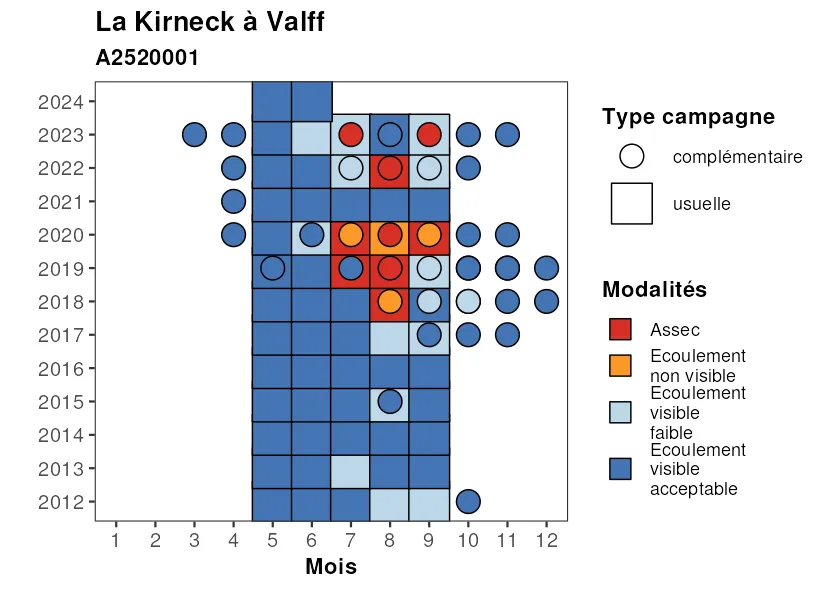 La Kirneck à Valff
A2520001
2024
2023
2022
2021
2020
2019
2018
2017
2016
2015
2014
2013
2012
1 2 3 4 5 6 7 8 9 10 11 12
Mois
Type campagne
complémentaire
usuelle
Modalités
Assec
Ecoulement
non visible
Ecoulement
visible
faible
Ecoulement
visible
acceptable